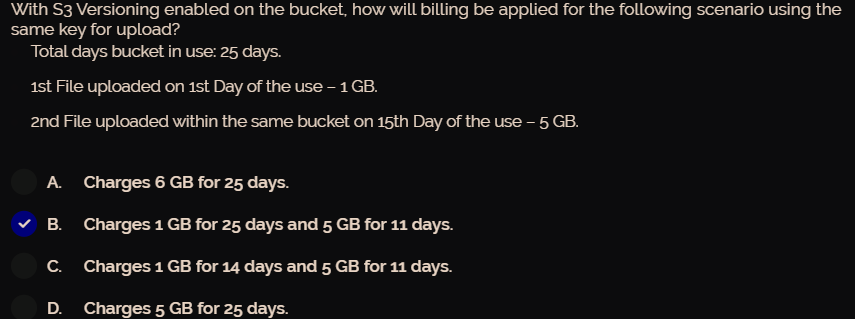 With S3 Versioning enabled on the bucket, how will billing be applied for the following scenario using the
same key for upload?
Total days bucket in use: 25 days.
1st File uploaded on 1st Day of the use – 1 GB.
2nd File uploaded within the same bucket on 15th Day of the use – 5 GB.
A. Charges 6 GB for 25 days.
B. Charges 1 GB for 25 days and 5 GB for 11 days.
C. Charges 1 GB for 14 days and 5 GB for 11 days.
D. Charges 5 GB for 25 days.